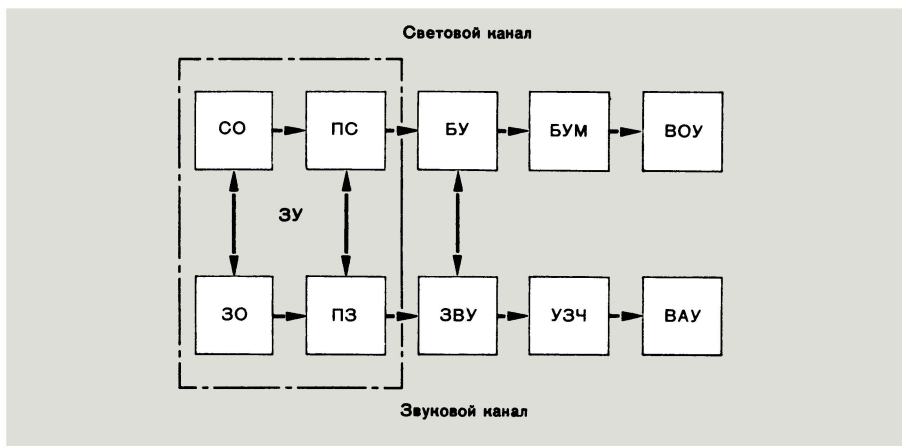 Световой канал
СО ПС БУ БУМ ВОУ
ЗУ
ЗО ПЗ ЗВУ УЗЧ ВАУ
Звуковой канал